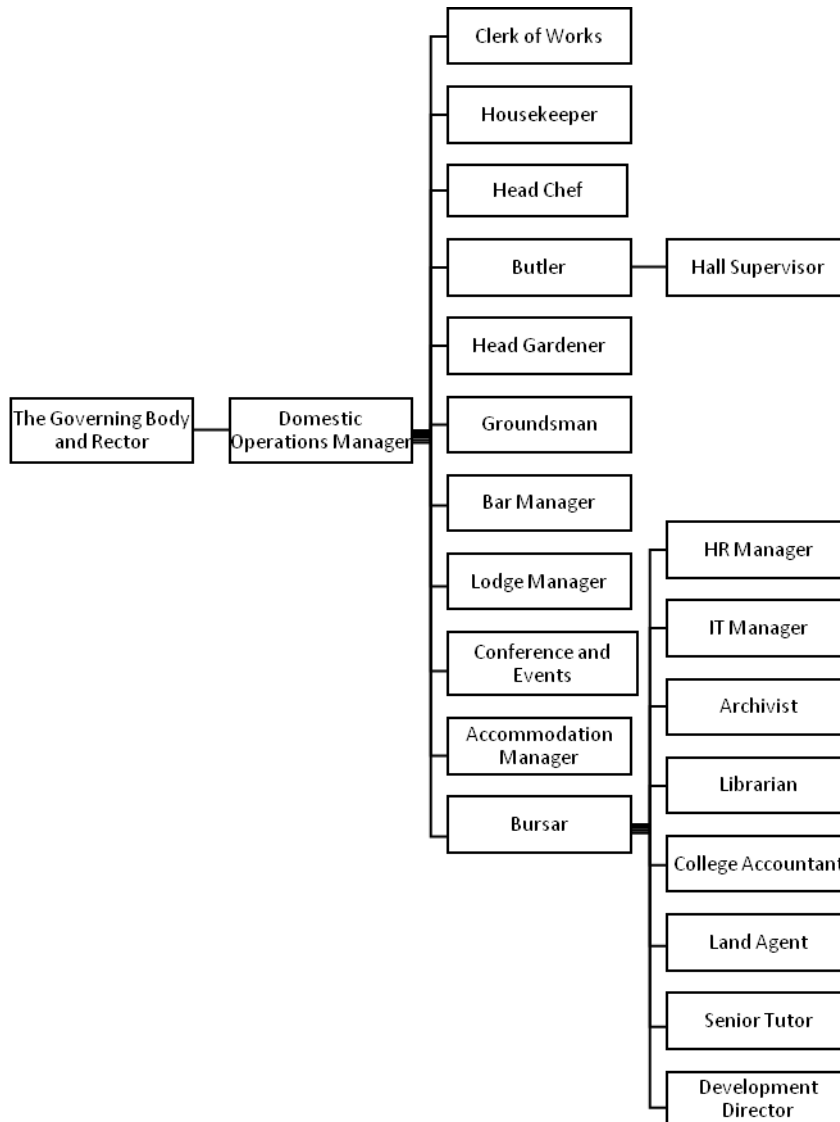 Clerk of Works
Housekeeper
Head Chef
Butler
Hall Supervisor
Head Gardener
The Governing Body
and Rector
Domestic
Operations Manager
Groundsman
Bar Manager
Lodge Manager
Conference and
Events
Accommodation
Manager
Bursar
HR Manager
IT Manager
Archivist
Librarian
College Accountant
Land Agent
Senior Tutor
Development
Director